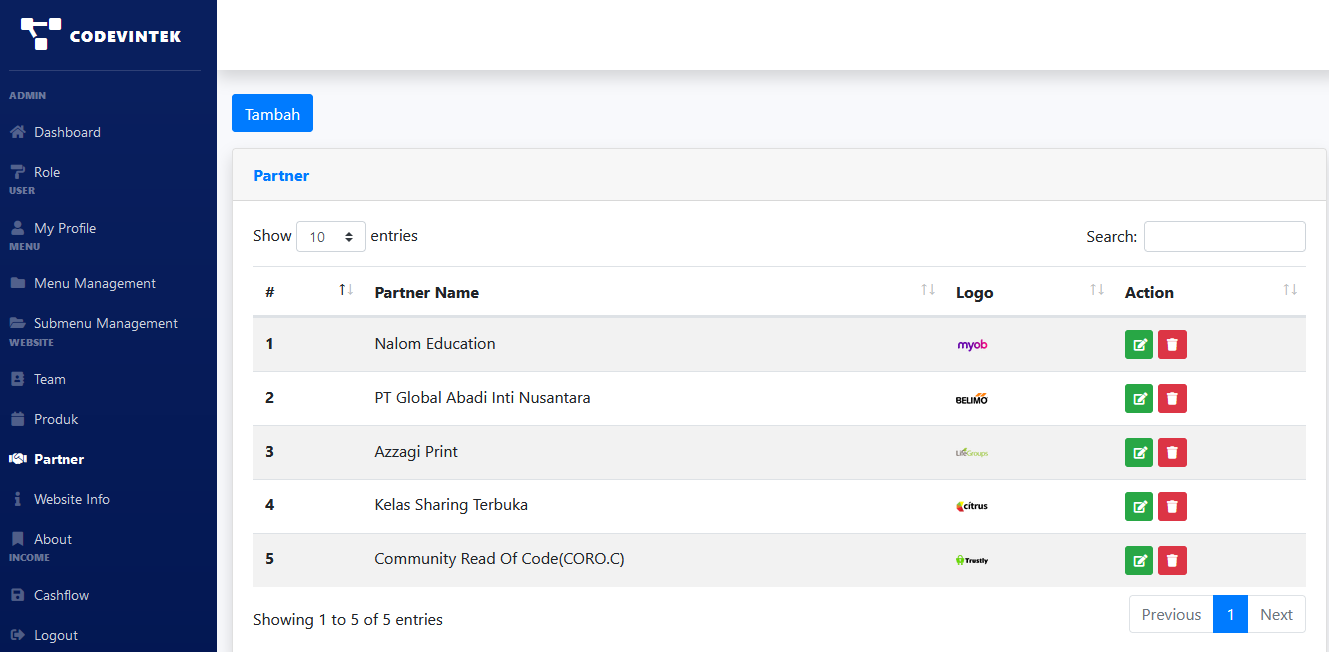 CODEVINTEK
ADMIN
Dashboard
Role
USER
My Profile
MENU
Menu Management
Submenu Management
WEBSITE
Team
Produk
Partner
Website Info
About
INCOME
Cashflow
Logout
Tambah
Partner
Show 10 entries
Search:
# Partner Name Logo Action
1 Nalom Education myob
2 PT Global Abadi Inti Nusantara BELIMO
3 Azzagi Print LifeGroups
4 Kelas Sharing Terbuka citrus
5 Community Read Of Code(CORO.C) Trustly
Showing 1 to 5 of 5 entries
Previous 1 Next